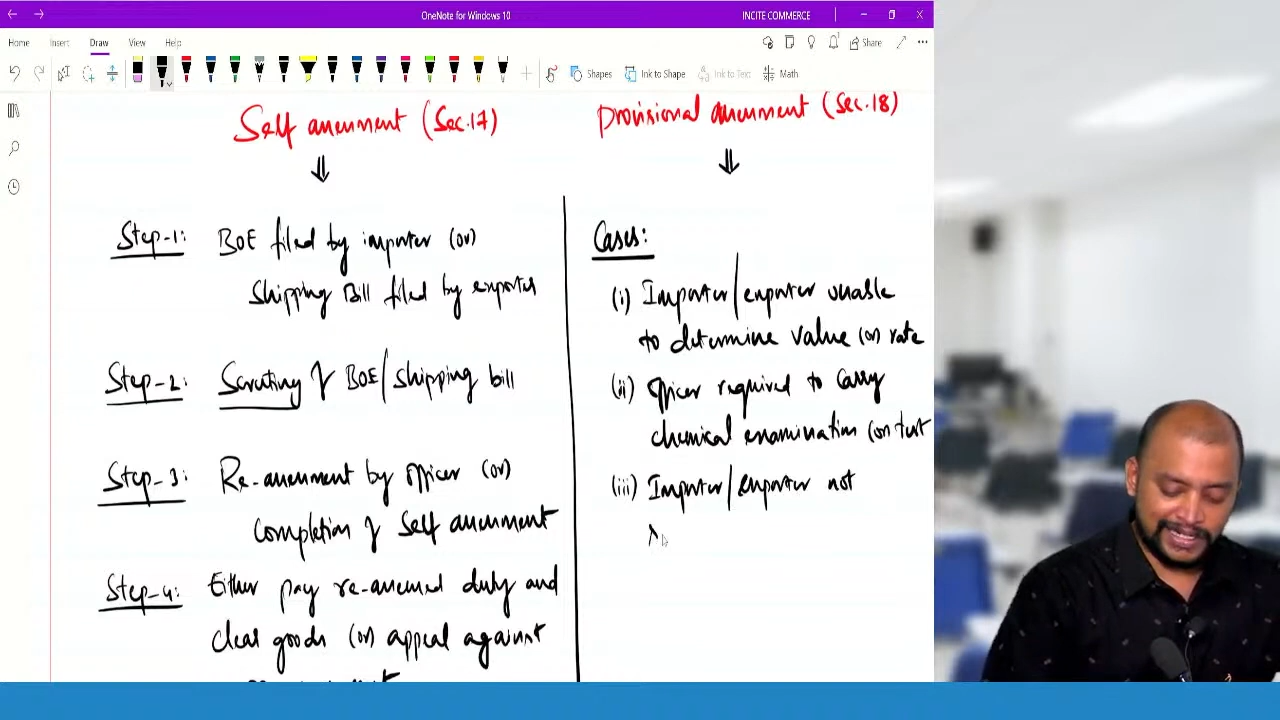 OneNote for Windows 10
INCITE COMMERCE
Home Insert Draw View Help
Share
Shapes
Ink to Shape
Ink to Text
Math
Self assessment (Sec.17)
Provisional assessment (Sec.18)
Step-1: BOE filed by importer (or)
Shipping Bill filed by exporter
Step-2: Scrutiny of BOE/shipping bill
Step-3: Re-assessment by officer (or)
Completion of Self assessment
Step-4: Either pay re-assessed duty and
clear goods (or) appeal against
Cases:
(i) Importer/exporter unable
to determine value (or) rate
(ii) officer required to carry
chemical examination (or) test
(iii) Importer/exporter not